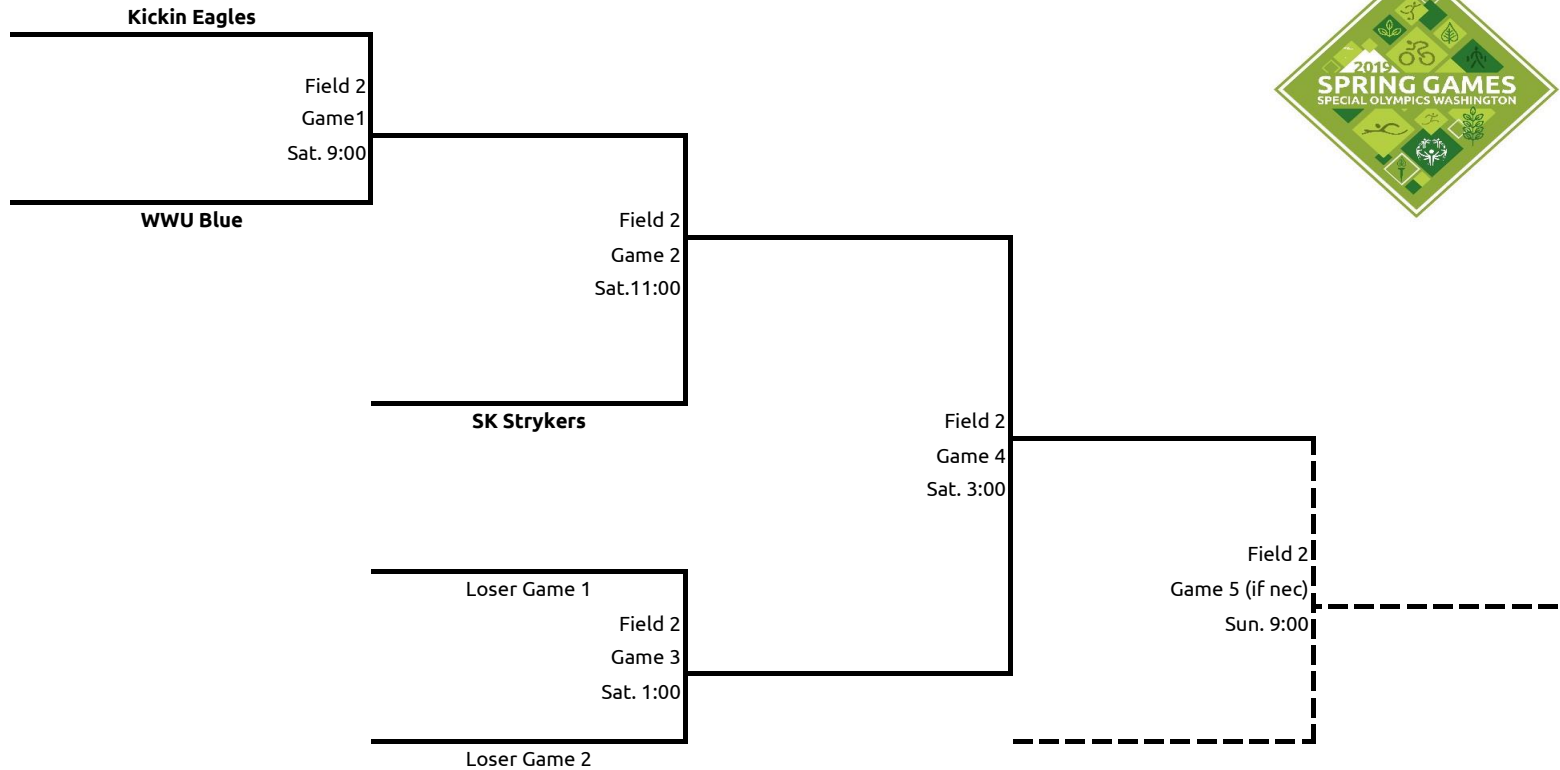 Kickin Eagles
2019
SPRING GAMES
SPECIAL OLYMPICS WASHINGTON
Field 2
Game1
Sat. 9:00
WWU Blue
Field 2
Game 2
Sat.11:00
SK Strykers
Field 2
Game 4
Sat. 3:00
Field 2
Game 5 (if nec)
Sun. 9:00
Loser Game 1
Field 2
Game 3
Sat. 1:00
Loser Game 2